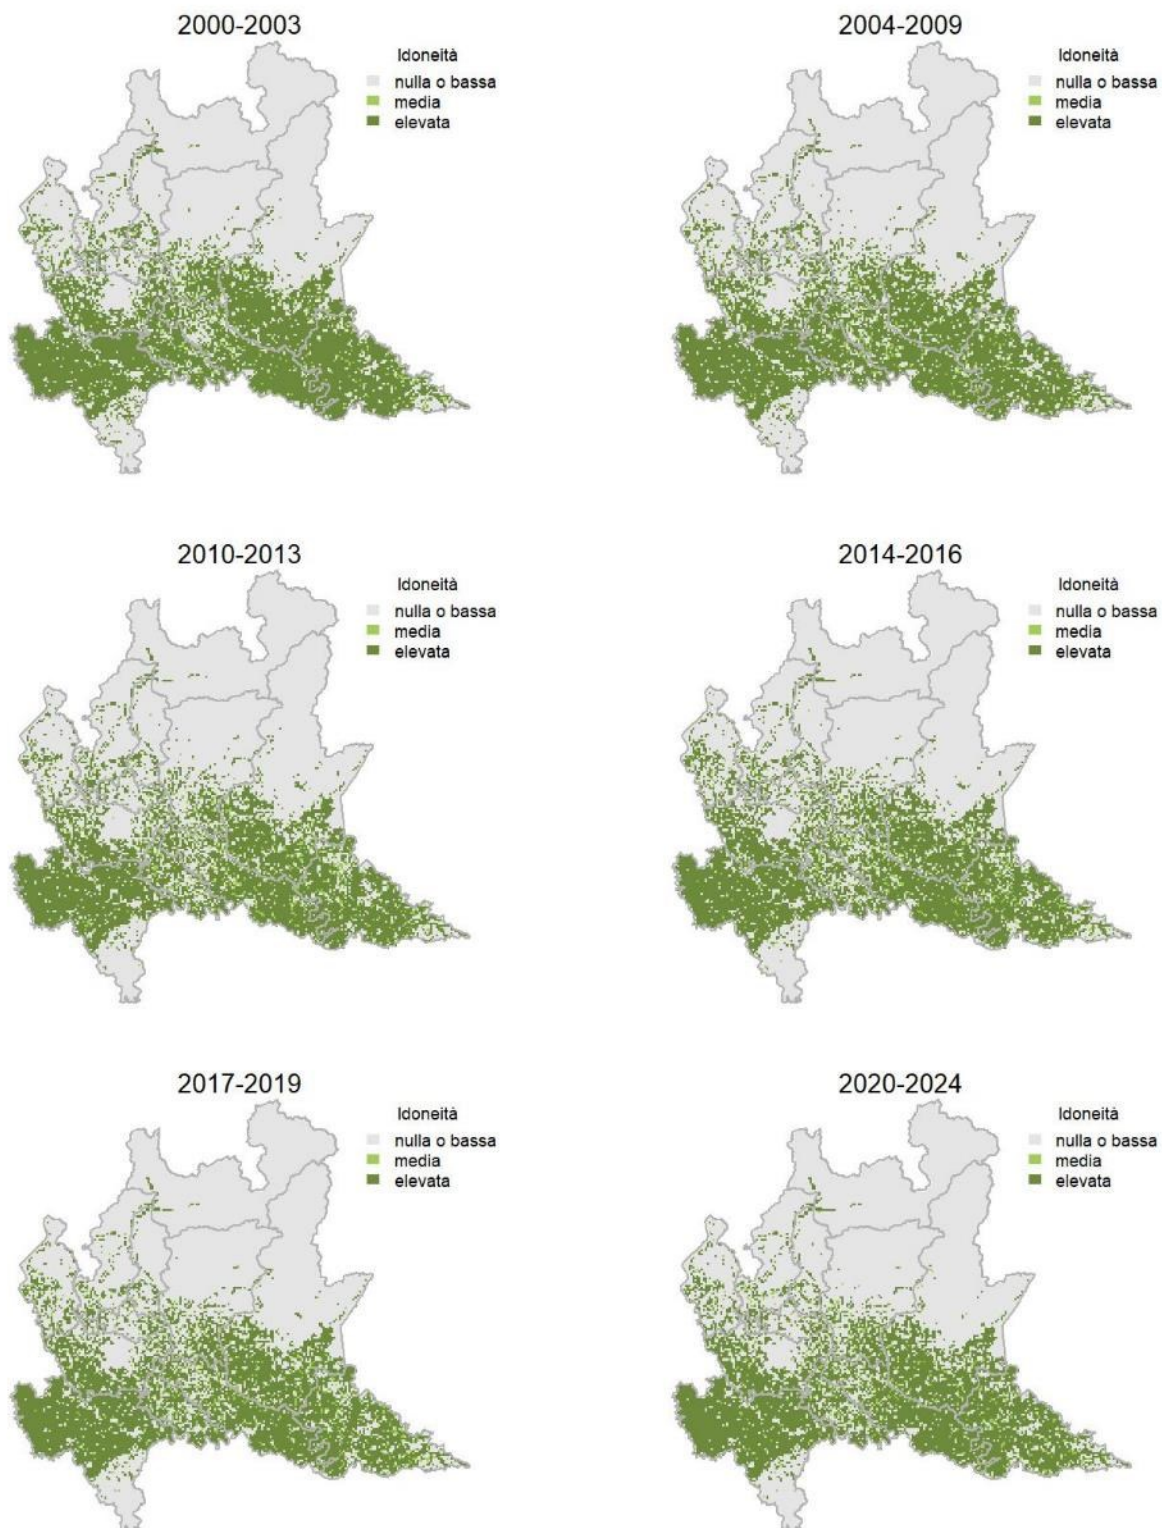 2000-2003
Idoneità
nulla o bassa
media
elevata
2004-2009
Idoneità
nulla o bassa
media
elevata
2010-2013
Idoneità
nulla o bassa
media
elevata
2014-2016
Idoneità
nulla o bassa
media
elevata
2017-2019
Idoneità
nulla o bassa
media
elevata
2020-2024
Idoneità
nulla o bassa
media
elevata